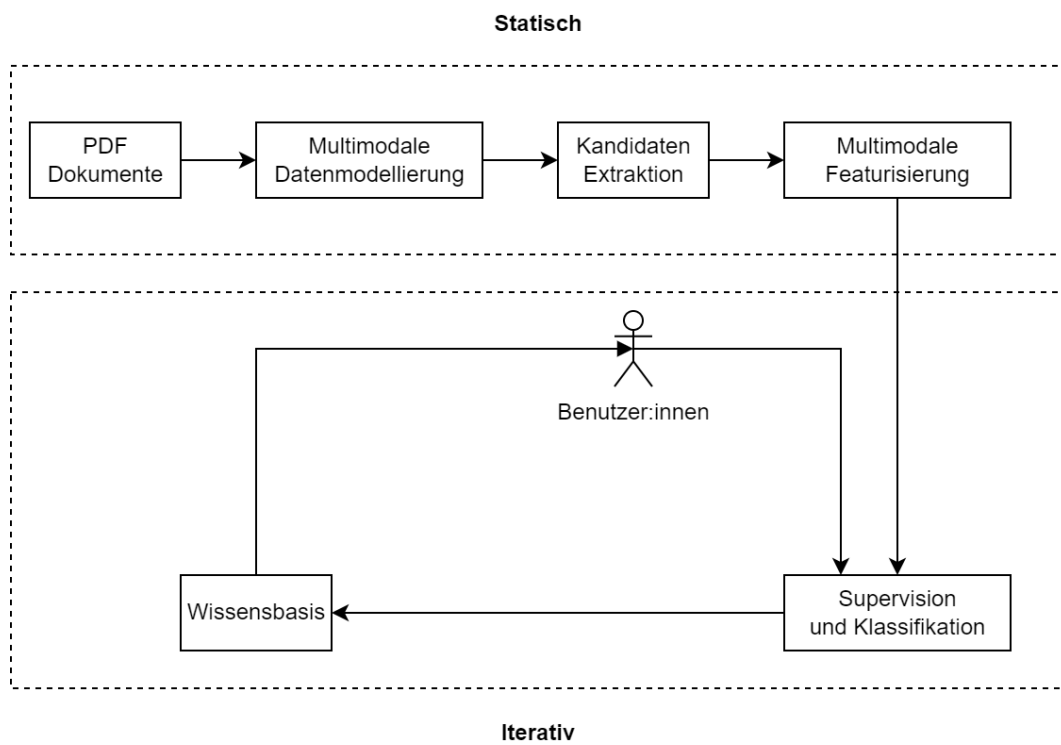 Statisch
PDF
Dokumente
Multimodale
Datenmodellierung
Kandidaten
Extraktion
Multimodale
Featurisierung
Benutzer:innen
Wissensbasis
Supervision
und Klassifikation
Iterativ